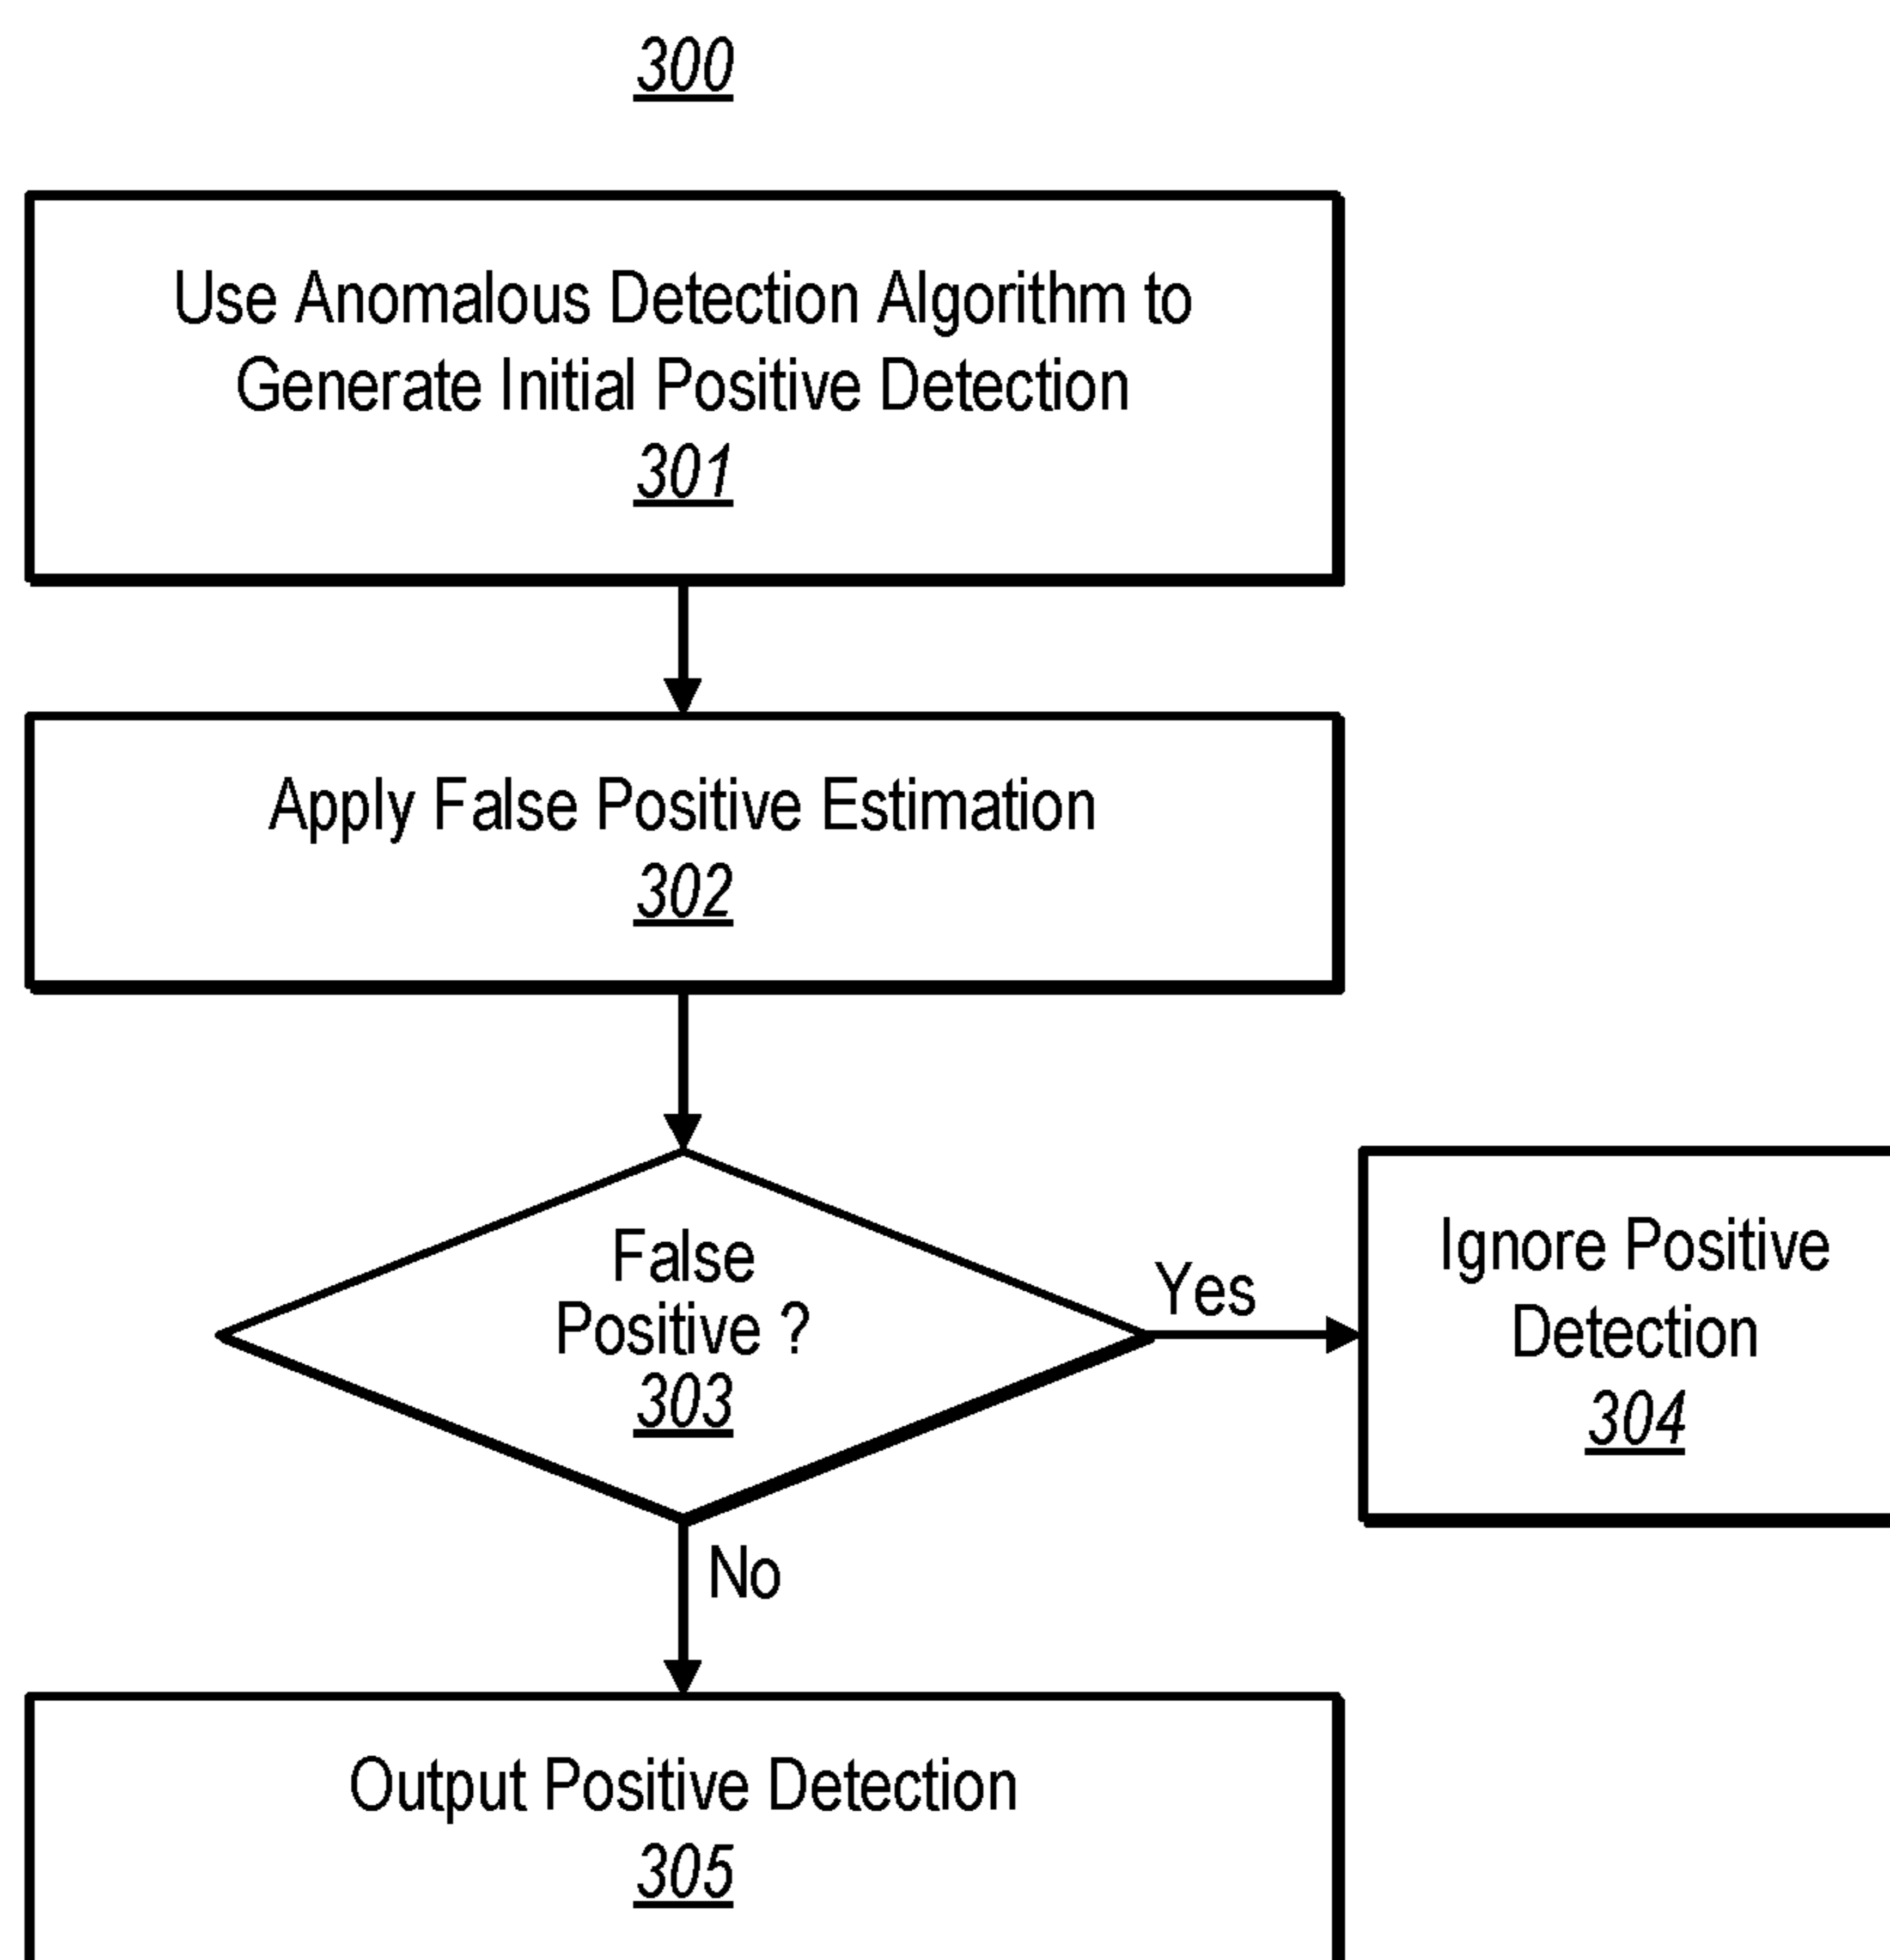 300
Use Anomalous Detection Algorithm to
Generate Initial Positive Detection
301
Apply False Positive Estimation
302
False
Positive ?
303
Yes
Ignore Positive
Detection
304
No
Output Positive Detection
305